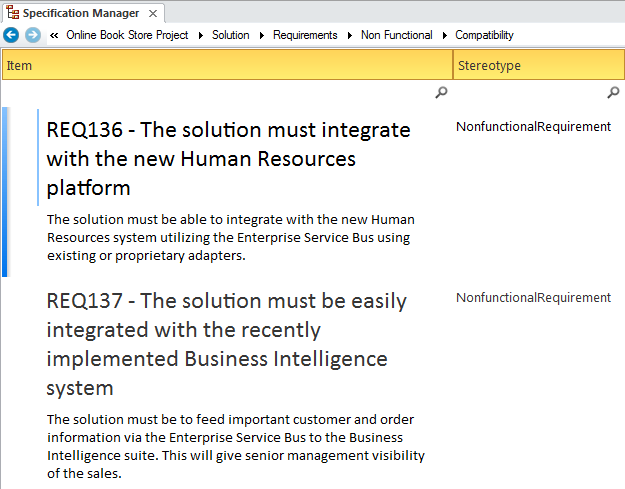 Specification Manager
Online Book Store Project Solution Requirements Non Functional Compatibility
Item Stereotype
REQ136 - The solution must integrate NonfunctionalRequirement
with the new Human Resources
platform
The solution must be able to integrate with the new Human
Resources system utilizing the Enterprise Service Bus using
existing or proprietary adapters.
REQ137 - The solution must be easily NonfunctionalRequirement
integrated with the recently
implemented Business Intelligence
system
The solution must be to feed important customer and order
information via the Enterprise Service Bus to the Business
Intelligence suite. This will give senior management visibility
of the sales.